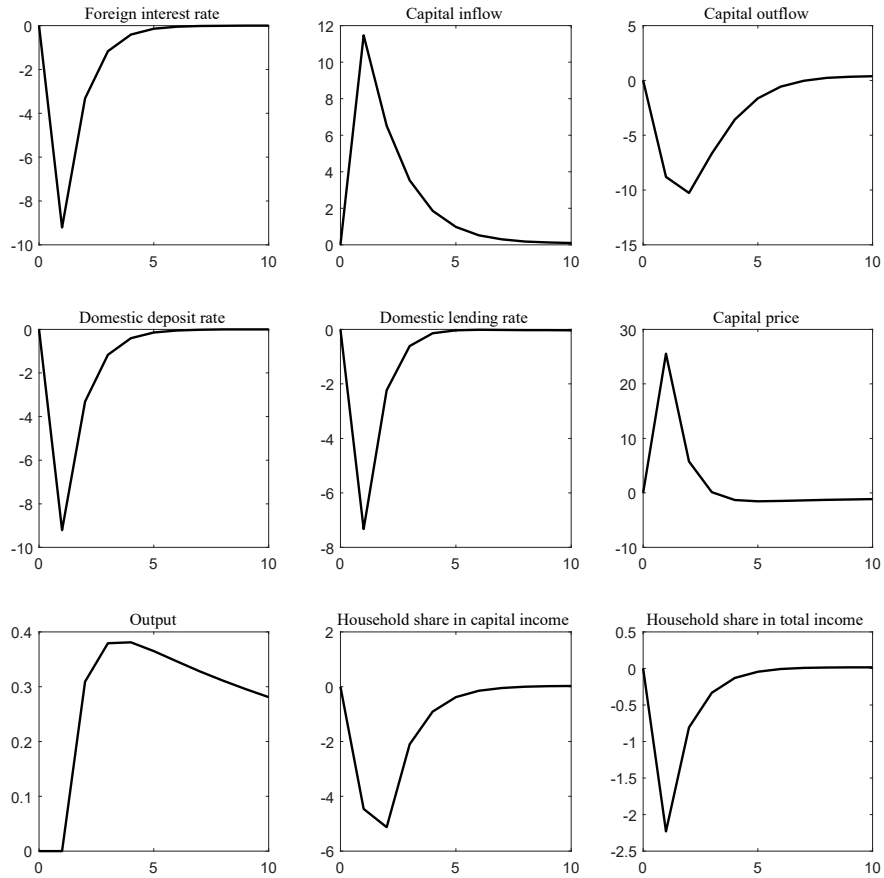 Foreign interest rate
0
-2
-4
-6
-8
-10
0 5 10
Capital inflow
12
10
8
6
4
2
0
0 5 10
Capital outflow
5
0
-5
-10
-15
0 5 10
Domestic deposit rate
0
-2
-4
-6
-8
-10
0 5 10
Domestic lending rate
0
-2
-4
-6
-8
0 5 10
Capital price
30
20
10
0
-10
0 5 10
Output
0.4
0.3
0.2
0.1
0
0 5 10
Household share in capital income
2
0
-2
-4
-6
0 5 10
Household share in total income
0.5
0
-0.5
-1
-1.5
-2
-2.5
0 5 10